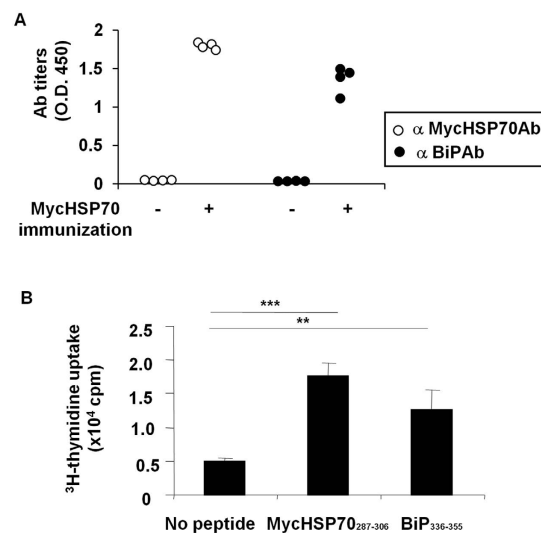 A
Ab titers
(O.D. 450)
2
1.5
1
0.5
0
MycHSP70
immunization
- + - +
α MycHSP70Ab
α BiPAb
B
***
**
³H-thymidine uptake
(x10⁴ cpm)
2.5
2.0
1.5
1.0
0.5
0
No peptide MycHSP70₂₈₇₋₃₀₆ BiP₃₃₆₋₃₅₅